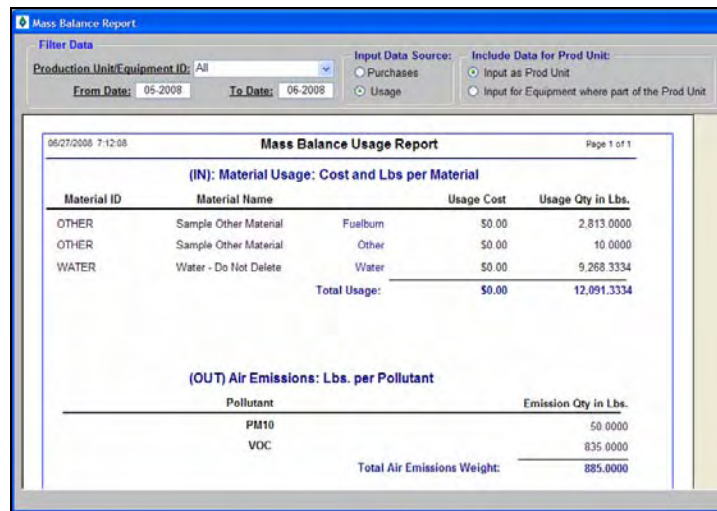 Mass Balance Report
Filter Data
Production Unit/Equipment ID: All
From Date: 05-2008 To Date: 06-2008
Input Data Source:
Purchases
Usage
Include Data for Prod Unit:
Input as Prod Unit
Input for Equipment where part of the Prod Unit
06/27/2008 7:12:08 Mass Balance Usage Report Page 1 of 1
(IN): Material Usage: Cost and Lbs per Material
Material ID Material Name Usage Cost Usage Qty in Lbs.
OTHER Sample Other Material Fuelburn $0.00 2,813.0000
OTHER Sample Other Material Other $0.00 10.0000
WATER Water - Do Not Delete Water $0.00 9,268.3334
Total Usage: $0.00 12,091.3334
(OUT) Air Emissions: Lbs. per Pollutant
Pollutant Emission Qty in Lbs.
PM10 50.0000
VOC 835.0000
Total Air Emissions Weight: 885.0000